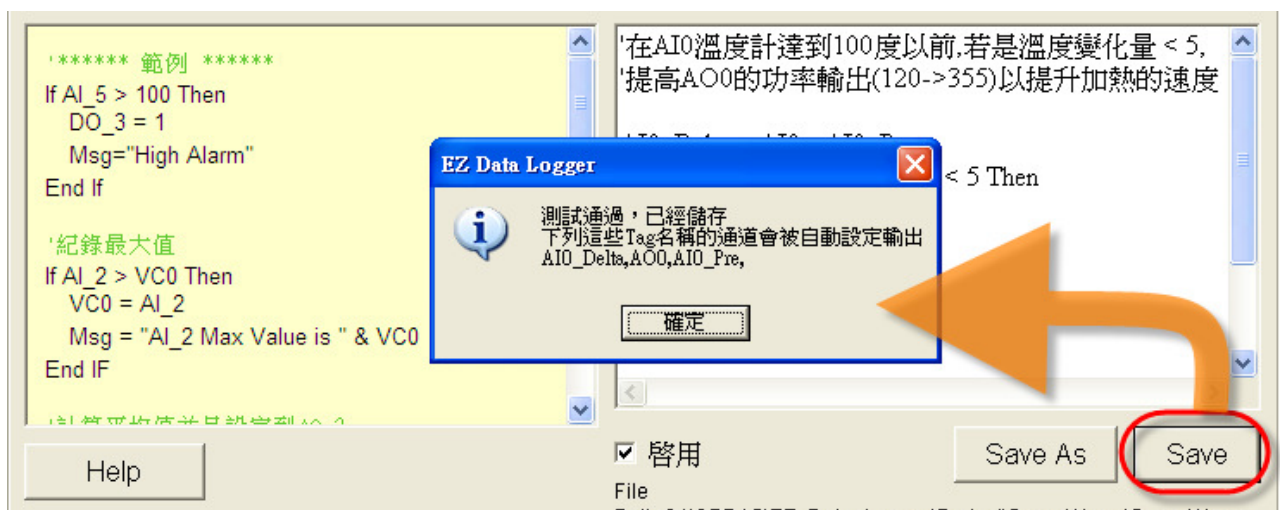 '****** 範例 ******
If AI_5 > 100 Then
DO_3 = 1
Msg="High Alarm"
End If
'紀錄最大值
If AI_2 > VC0 Then
VC0 = AI_2
Msg = "AI_2 Max Value is " & VC0
End IF
Help
'在AI0溫度計達到100度以前,若是溫度變化量 < 5,
'提高AO0的功率輸出(120->355)以提升加熱的速度
< 5 Then
EZ Data Logger
測試通過，已經儲存
下列這些Tag名稱的通道會被自動設定輸出
AI0_Delta,AO0,AI0_Pre,
確定
啓用
Save As
Save
File